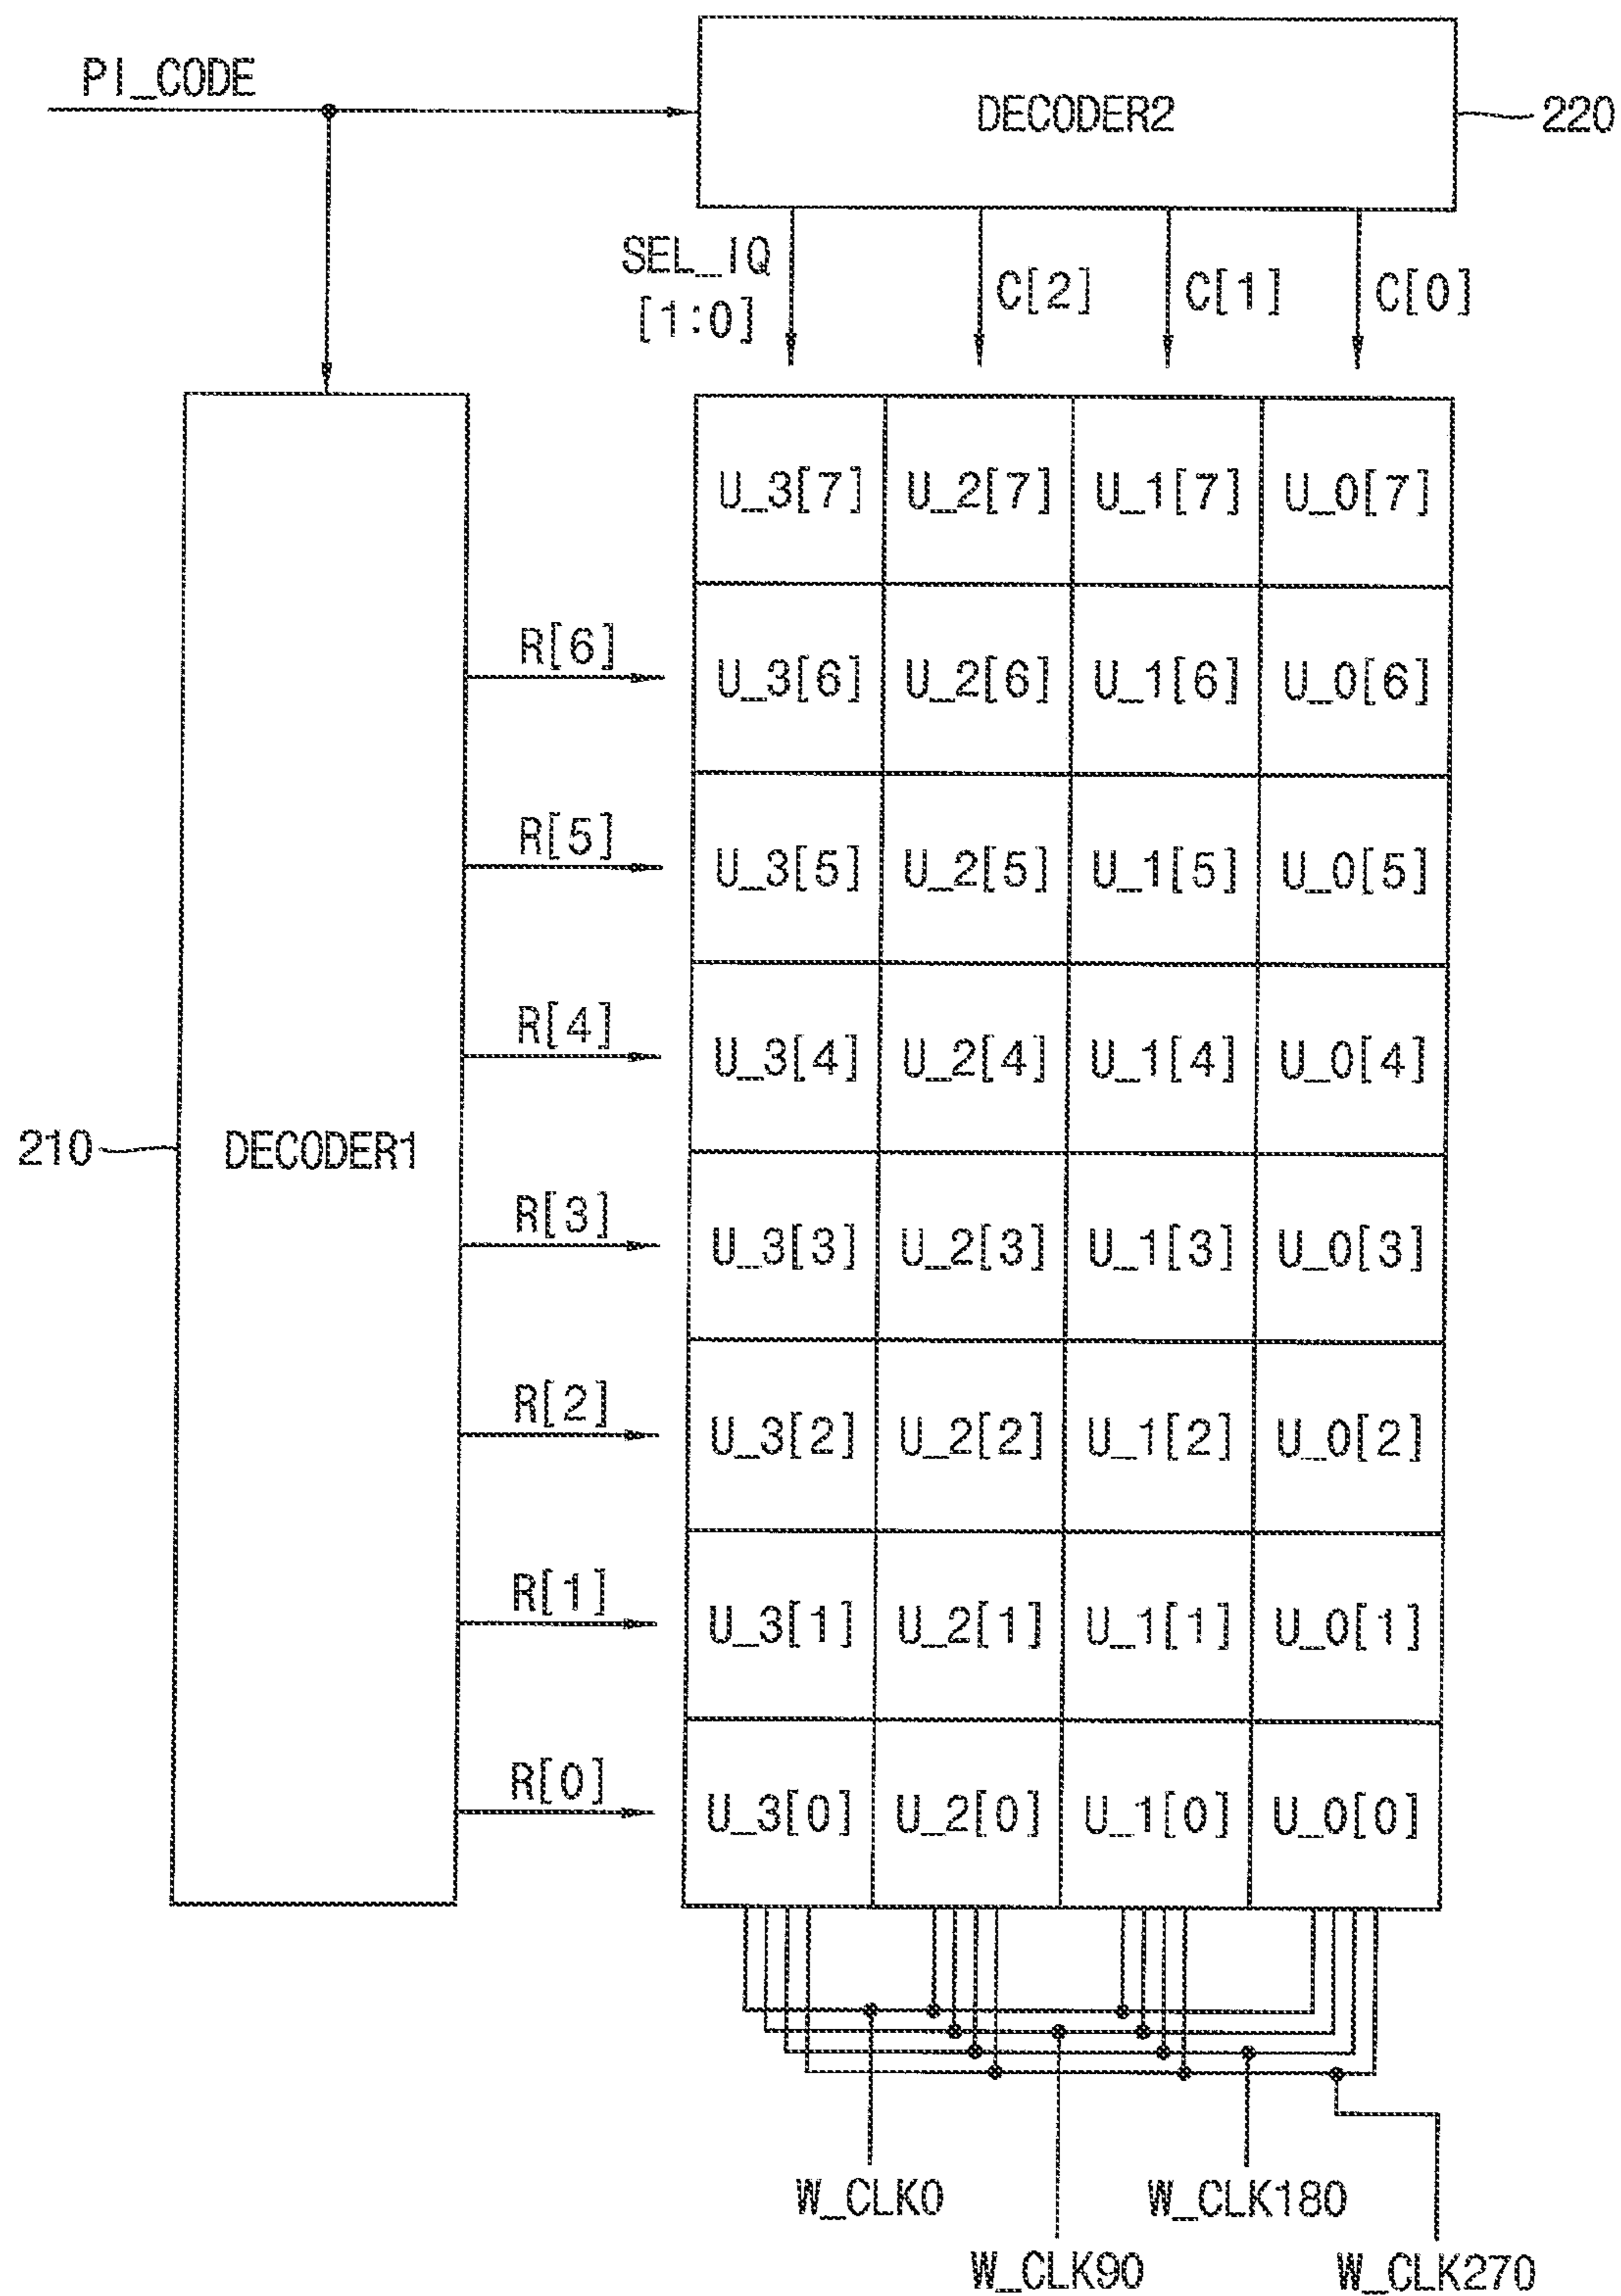 PI_CODE
DECODER2
220
SEL_IQ
[1:0]
C[2]
C[1]
C[0]
U_3[7] U_2[7] U_1[7] U_0[7]
R[6]
U_3[6] U_2[6] U_1[6] U_0[6]
R[5]
U_3[5] U_2[5] U_1[5] U_0[5]
R[4]
U_3[4] U_2[4] U_1[4] U_0[4]
210
DECODER1
R[3]
U_3[3] U_2[3] U_1[3] U_0[3]
R[2]
U_3[2] U_2[2] U_1[2] U_0[2]
R[1]
U_3[1] U_2[1] U_1[1] U_0[1]
R[0]
U_3[0] U_2[0] U_1[0] U_0[0]
W_CLK0
W_CLK180
W_CLK90
W_CLK270